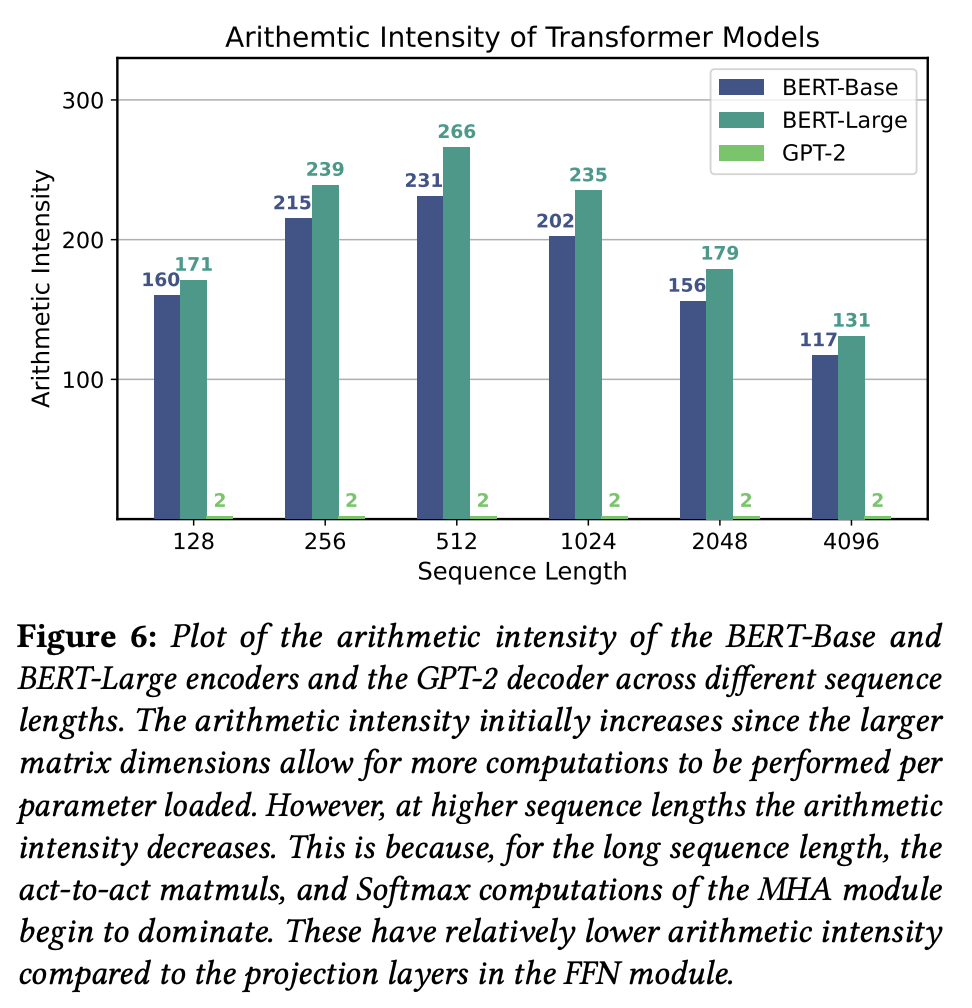 Arithemtic Intensity of Transformer Models
BERT-Base
BERT-Large
GPT-2
Arithmetic Intensity
300
200
100
160
171
2
215
239
2
231
266
2
202
235
2
156
179
2
117
131
2
128
256
512
1024
2048
4096
Sequence Length
Figure 6: Plot of the arithmetic intensity of the BERT-Base and
BERT-Large encoders and the GPT-2 decoder across different sequence
lengths. The arithmetic intensity initially increases since the larger
matrix dimensions allow for more computations to be performed per
parameter loaded. However, at higher sequence lengths the arithmetic
intensity decreases. This is because, for the long sequence length, the
act-to-act matmuls, and Softmax computations of the MHA module
begin to dominate. These have relatively lower arithmetic intensity
compared to the projection layers in the FFN module.